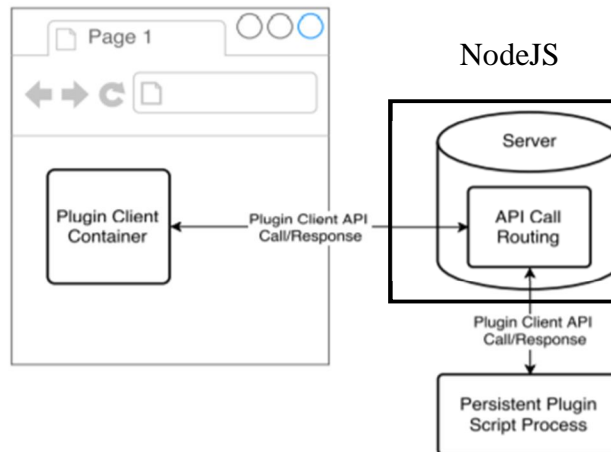 Page 1
NodeJS
Server
Plugin Client
Container
Plugin Client API
Call/Response
API Call
Routing
Plugin Client API
Call/Response
Persistent Plugin
Script Process